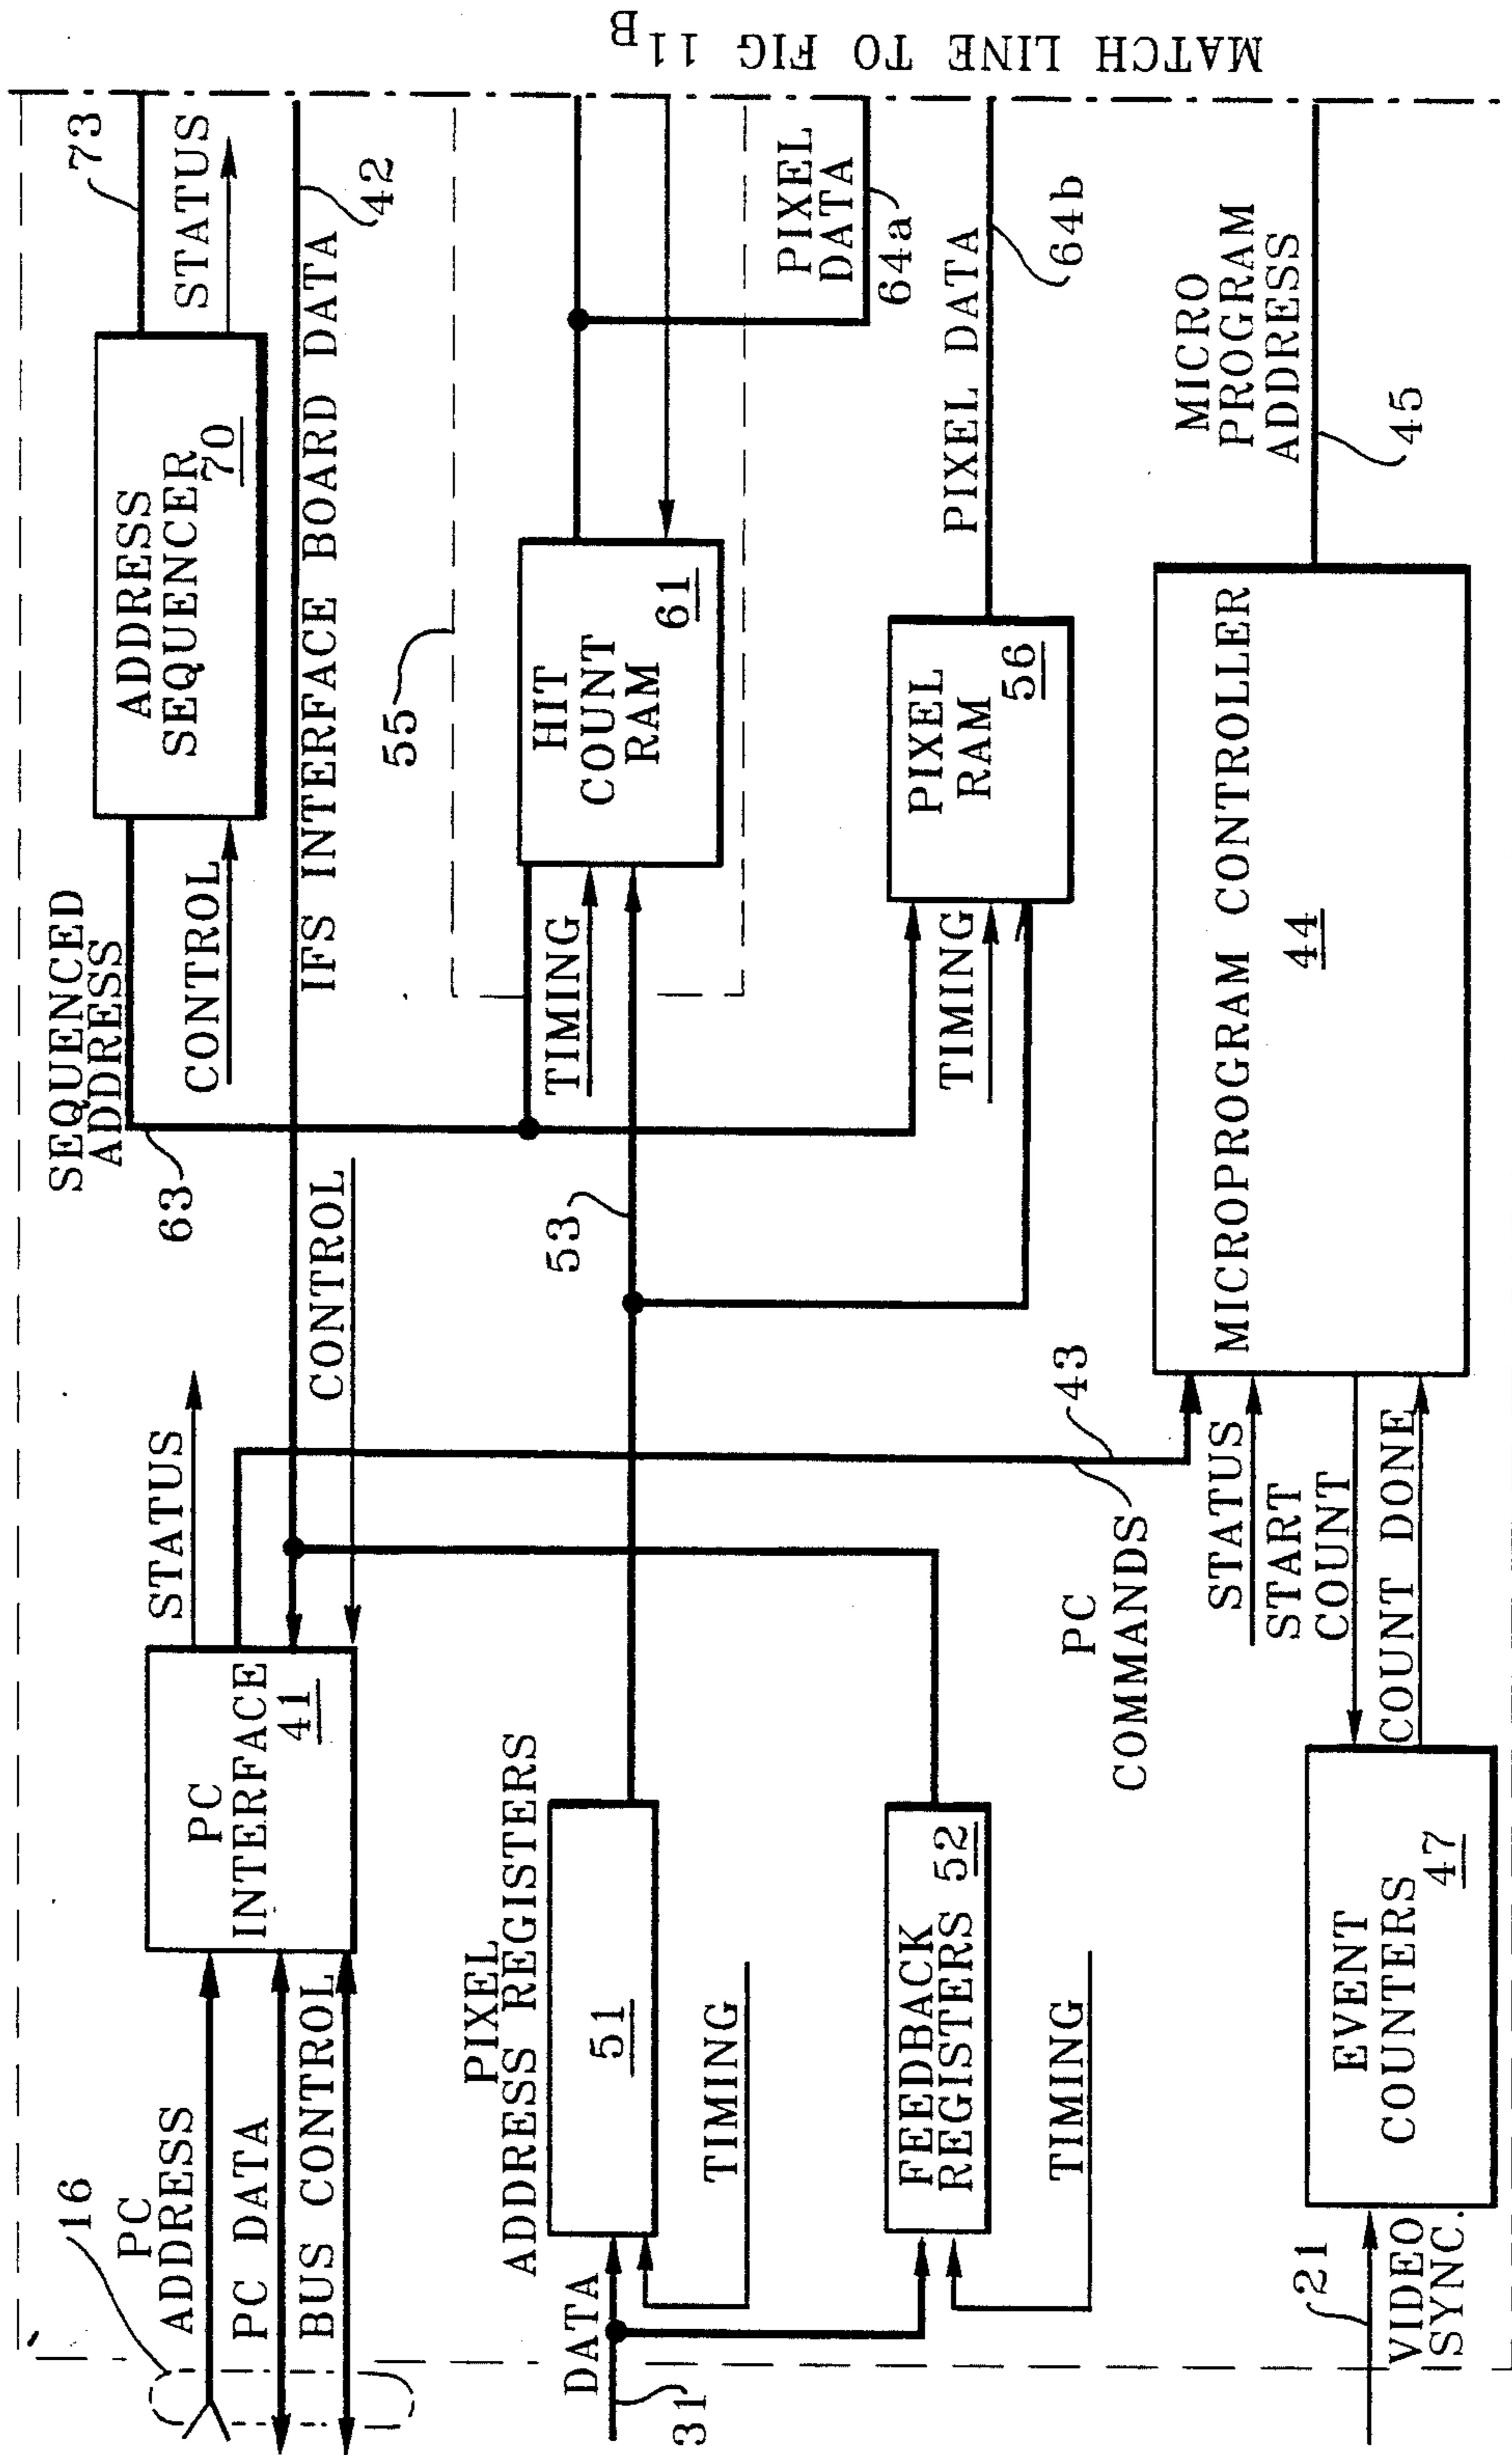 16
PC
ADDRESS
PC DATA
BUS CONTROL
PC
INTERFACE
41
STATUS
CONTROL
SEQUENCED
ADDRESS
63
CONTROL
ADDRESS
SEQUENCER
70
73
STATUS
IFS INTERFACE BOARD DATA
42
DATA
31
PIXEL
ADDRESS REGISTERS
51
TIMING
53
55
TIMING
HIT
COUNT
RAM
61
PIXEL
DATA
64a
FEEDBACK
REGISTERS 52
TIMING
TIMING
PIXEL
RAM
56
PIXEL DATA
64b
PC
COMMANDS
43
21
VIDEO
SYNC.
EVENT
COUNTERS
47
STATUS
START
COUNT
COUNT DONE
MICROPROGRAM CONTROLLER
44
MICRO
PROGRAM
ADDRESS
45
MATCH LINE TO FIG 11B